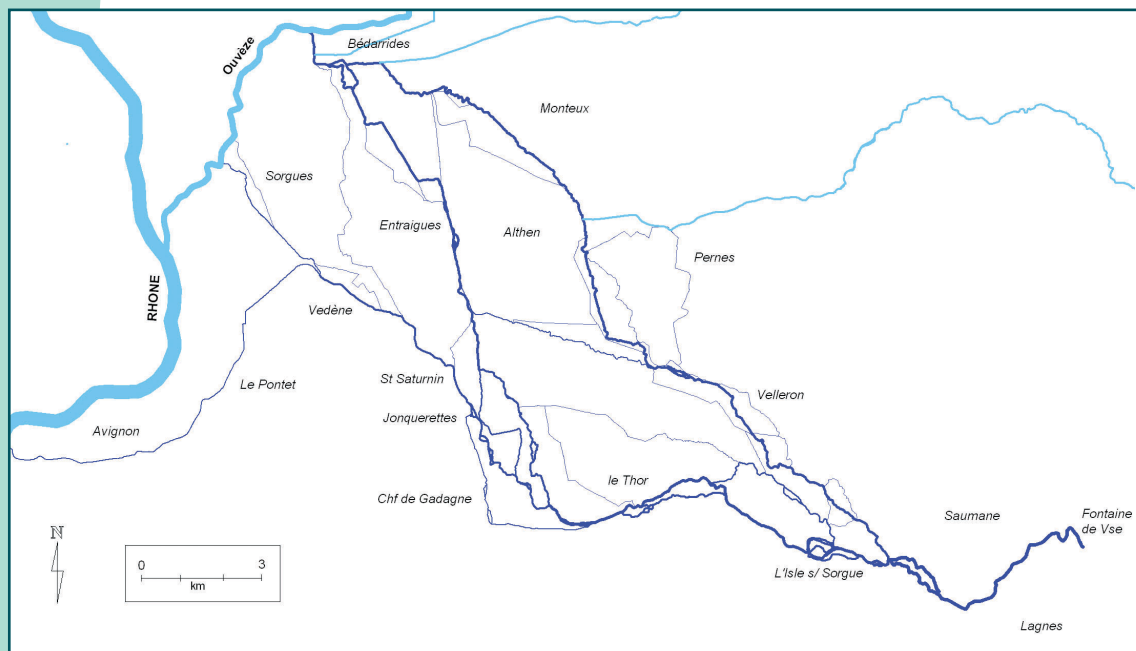 Bédarrides
Ouvèze
Monteux
Sorgues
Entraigues
Althen
Pernes
RHONE
Vedène
St Saturnin
Le Pontet
Velleron
Jonquerettes
Avignon
le Thor
Chf de Gadagne
Saumane
Fontaine
de Vse
N
0 3
km
L'Isle s/ Sorgue
Lagnes